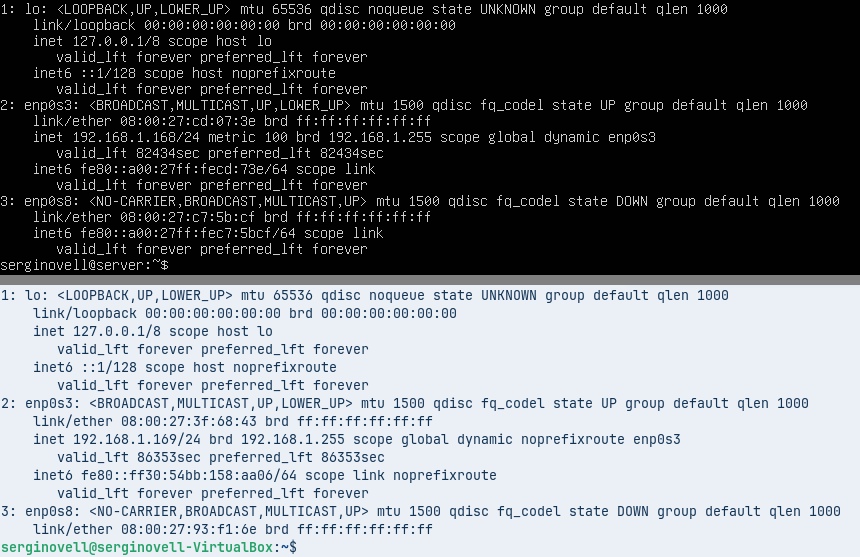 1: lo: <LOOPBACK,UP,LOWER_UP> mtu 65536 qdisc noqueue state UNKNOWN group default qlen 1000
    link/loopback 00:00:00:00:00:00 brd 00:00:00:00:00:00
    inet 127.0.0.1/8 scope host lo
       valid_lft forever preferred_lft forever
    inet6 ::1/128 scope host noprefixroute
       valid_lft forever preferred_lft forever
2: enp0s3: <BROADCAST,MULTICAST,UP,LOWER_UP> mtu 1500 qdisc fq_codel state UP group default qlen 1000
    link/ether 08:00:27:cd:07:3e brd ff:ff:ff:ff:ff:ff
    inet 192.168.1.168/24 metric 100 brd 192.168.1.255 scope global dynamic enp0s3
       valid_lft 82434sec preferred_lft 82434sec
    inet6 fe80::a00:27ff:fecd:73e/64 scope link
       valid_lft forever preferred_lft forever
3: enp0s8: <NO-CARRIER,BROADCAST,MULTICAST,UP> mtu 1500 qdisc fq_codel state DOWN group default qlen 1000
    link/ether 08:00:27:c7:5b:cf brd ff:ff:ff:ff:ff:ff
    inet6 fe80::a00:27ff:fec7:5bcf/64 scope link
       valid_lft forever preferred_lft forever
serginovell@server:~$
1: lo: <LOOPBACK,UP,LOWER_UP> mtu 65536 qdisc noqueue state UNKNOWN group default qlen 1000
    link/loopback 00:00:00:00:00:00 brd 00:00:00:00:00:00
    inet 127.0.0.1/8 scope host lo
       valid_lft forever preferred_lft forever
    inet6 ::1/128 scope host noprefixroute
       valid_lft forever preferred_lft forever
2: enp0s3: <BROADCAST,MULTICAST,UP,LOWER_UP> mtu 1500 qdisc fq_codel state UP group default qlen 1000
    link/ether 08:00:27:3f:68:43 brd ff:ff:ff:ff:ff:ff
    inet 192.168.1.169/24 brd 192.168.1.255 scope global dynamic noprefixroute enp0s3
       valid_lft 86353sec preferred_lft 86353sec
    inet6 fe80::ff30:54bb:158:aa06/64 scope link noprefixroute
       valid_lft forever preferred_lft forever
3: enp0s8: <NO-CARRIER,BROADCAST,MULTICAST,UP> mtu 1500 qdisc fq_codel state DOWN group default qlen 1000
    link/ether 08:00:27:93:f1:6e brd ff:ff:ff:ff:ff:ff
serginovell@serginovell-VirtualBox:~$